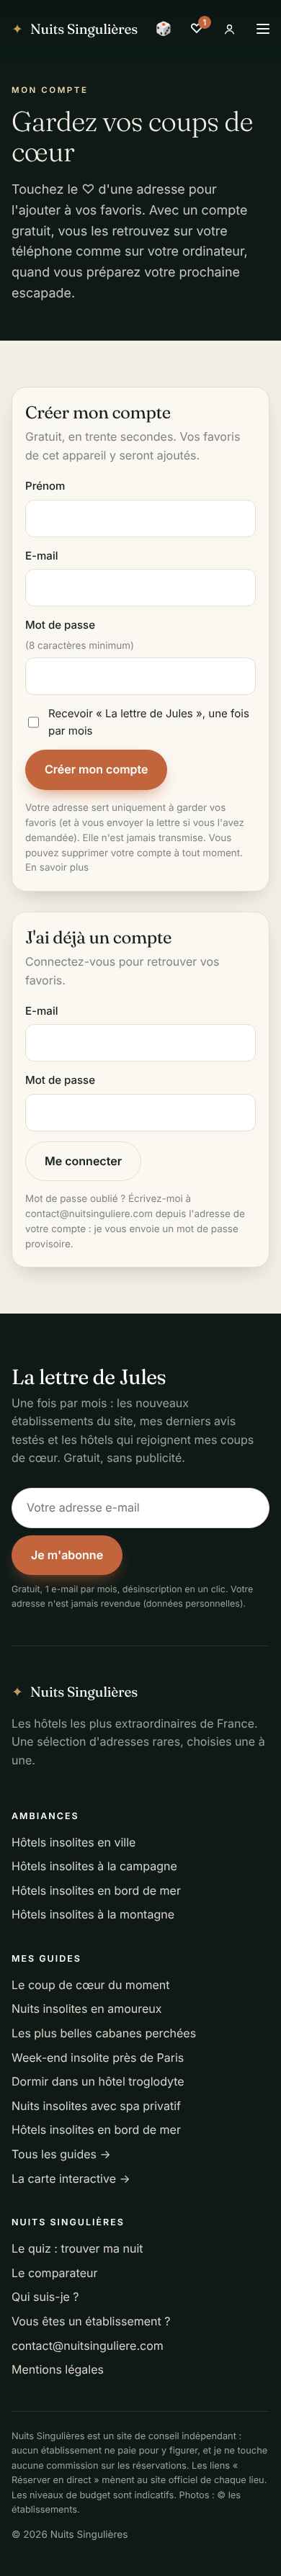 Nuits Singulières
1
MON COMPTE
Gardez vos coups de
cœur
Touchez le ♡ d'une adresse pour
l'ajouter à vos favoris. Avec un compte
gratuit, vous les retrouvez sur votre
téléphone comme sur votre ordinateur,
quand vous préparez votre prochaine
escapade.
Créer mon compte
Gratuit, en trente secondes. Vos favoris
de cet appareil y seront ajoutés.
Prénom
E-mail
Mot de passe
(8 caractères minimum)
Recevoir « La lettre de Jules », une fois
par mois
Créer mon compte
Votre adresse sert uniquement à garder vos
favoris (et à vous envoyer la lettre si vous l'avez
demandée). Elle n'est jamais transmise. Vous
pouvez supprimer votre compte à tout moment.
En savoir plus
J'ai déjà un compte
Connectez-vous pour retrouver vos
favoris.
E-mail
Mot de passe
Me connecter
Mot de passe oublié ? Écrivez-moi à
contact@nuitsinguliere.com depuis l'adresse de
votre compte : je vous envoie un mot de passe
provisoire.
La lettre de Jules
Une fois par mois : les nouveaux
établissements du site, mes derniers avis
testés et les hôtels qui rejoignent mes coups
de cœur. Gratuit, sans publicité.
Votre adresse e-mail
Je m'abonne
Gratuit, 1 e-mail par mois, désinscription en un clic. Votre
adresse n'est jamais revendue (données personnelles).
Nuits Singulières
Les hôtels les plus extraordinaires de France.
Une sélection d'adresses rares, choisies une à
une.
AMBIANCES
Hôtels insolites en ville
Hôtels insolites à la campagne
Hôtels insolites en bord de mer
Hôtels insolites à la montagne
MES GUIDES
Le coup de cœur du moment
Nuits insolites en amoureux
Les plus belles cabanes perchées
Week-end insolite près de Paris
Dormir dans un hôtel troglodyte
Nuits insolites avec spa privatif
Hôtels insolites en bord de mer
Tous les guides →
La carte interactive →
NUITS SINGULIÈRES
Le quiz : trouver ma nuit
Le comparateur
Qui suis-je ?
Vous êtes un établissement ?
contact@nuitsinguliere.com
Mentions légales
Nuits Singulières est un site de conseil indépendant :
aucun établissement ne paie pour y figurer, et je ne touche
aucune commission sur les réservations. Les liens «
Réserver en direct » mènent au site officiel de chaque lieu.
Les niveaux de budget sont indicatifs. Photos : © les
établissements.
© 2026 Nuits Singulières